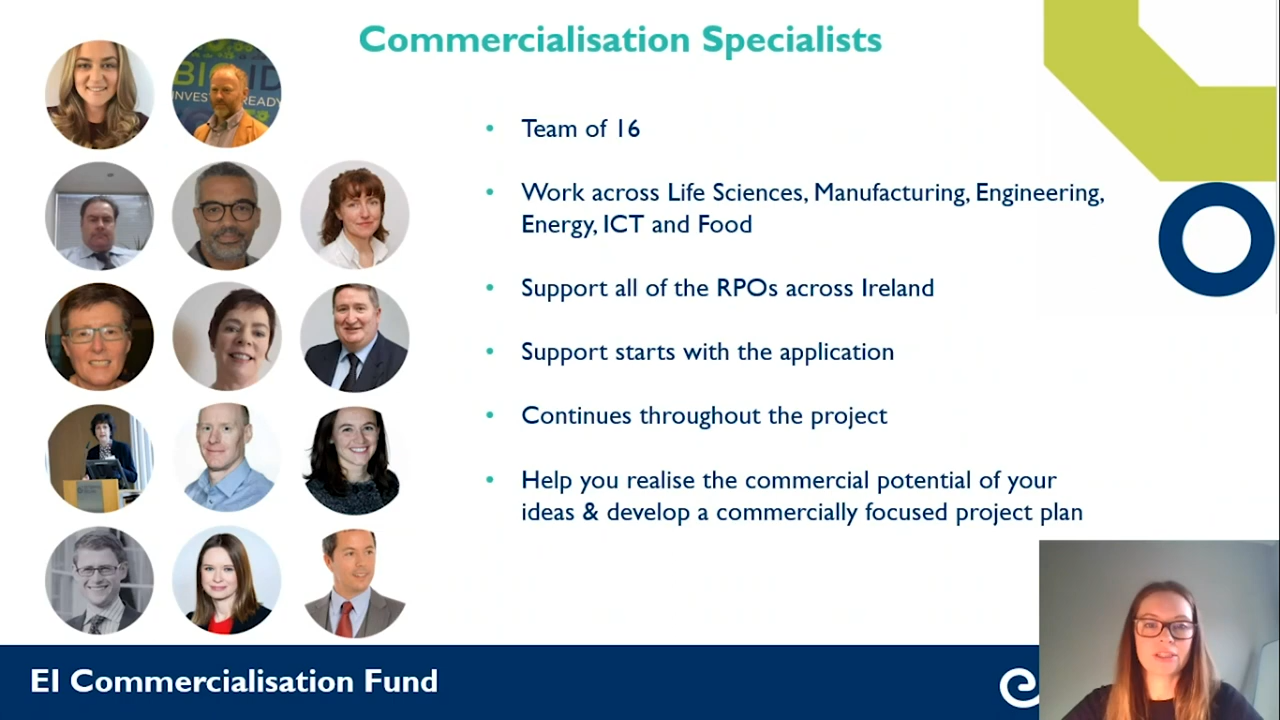 Commercialisation Specialists
INVES READY
• Team of 16
• Work across Life Sciences, Manufacturing, Engineering,
Energy, ICT and Food
• Support all of the RPOs across Ireland
• Support starts with the application
• Continues throughout the project
• Help you realise the commercial potential of your
ideas & develop a commercially focused project plan
EI Commercialisation Fund